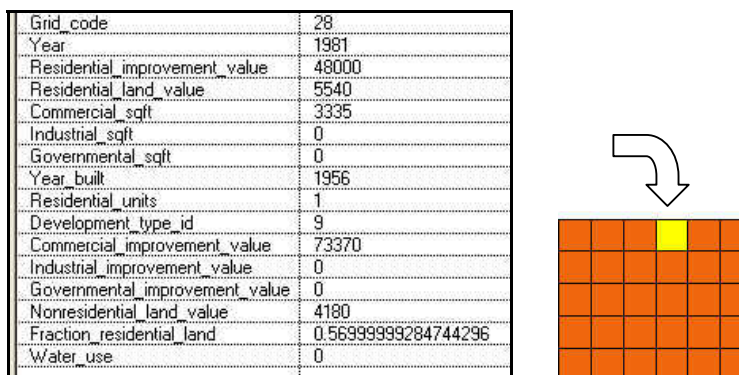 Grid_code 28
Year 1981
Residential_improvement_value 48000
Residential_land_value 5540
Commercial_sqft 3335
Industrial_sqft 0
Governmental_sqft 0
Year_built 1956
Residential_units 1
Development_type_id 9
Commercial_improvement_value 73370
Industrial_improvement_value 0
Governmental_improvement_value 0
Nonresidential_land_value 4180
Fraction_residential_land 0.56999999284744296
Water_use 0